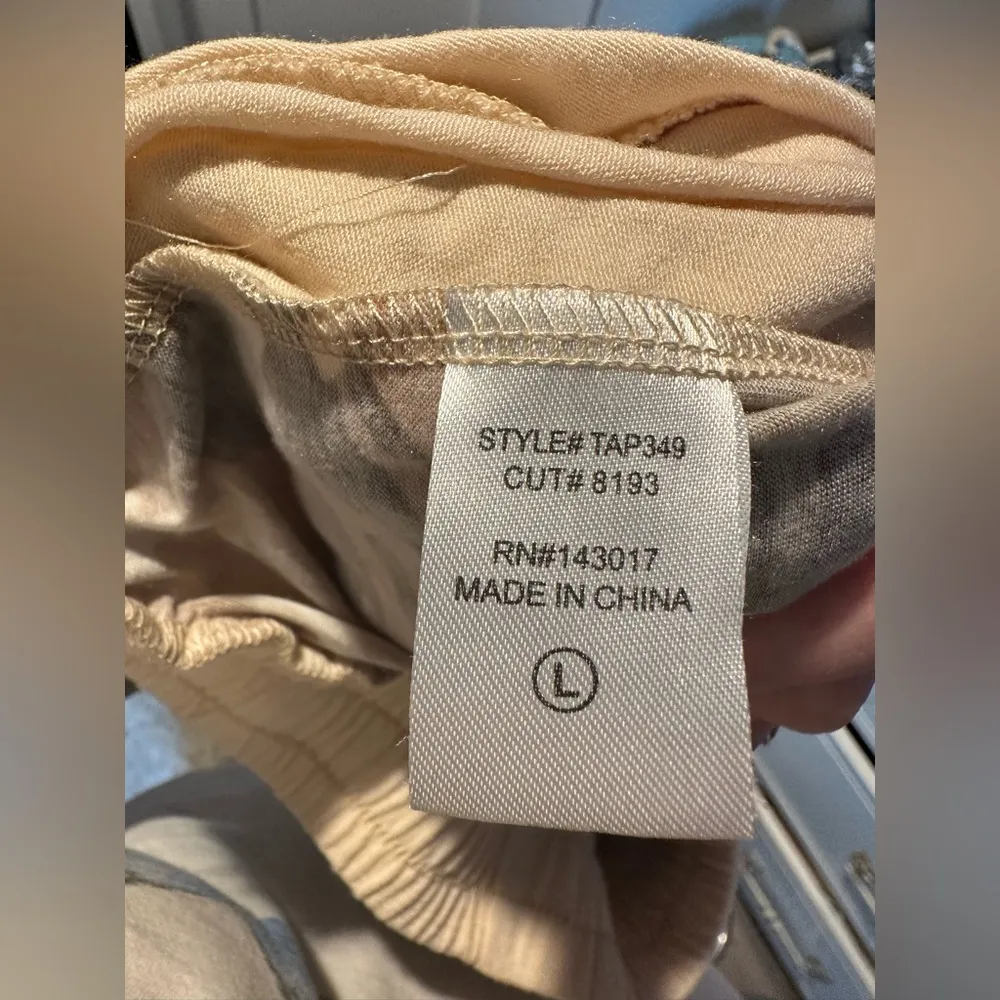 STYLE# TAP349
CUT# 8193
RN#143017
MADE IN CHINA
L